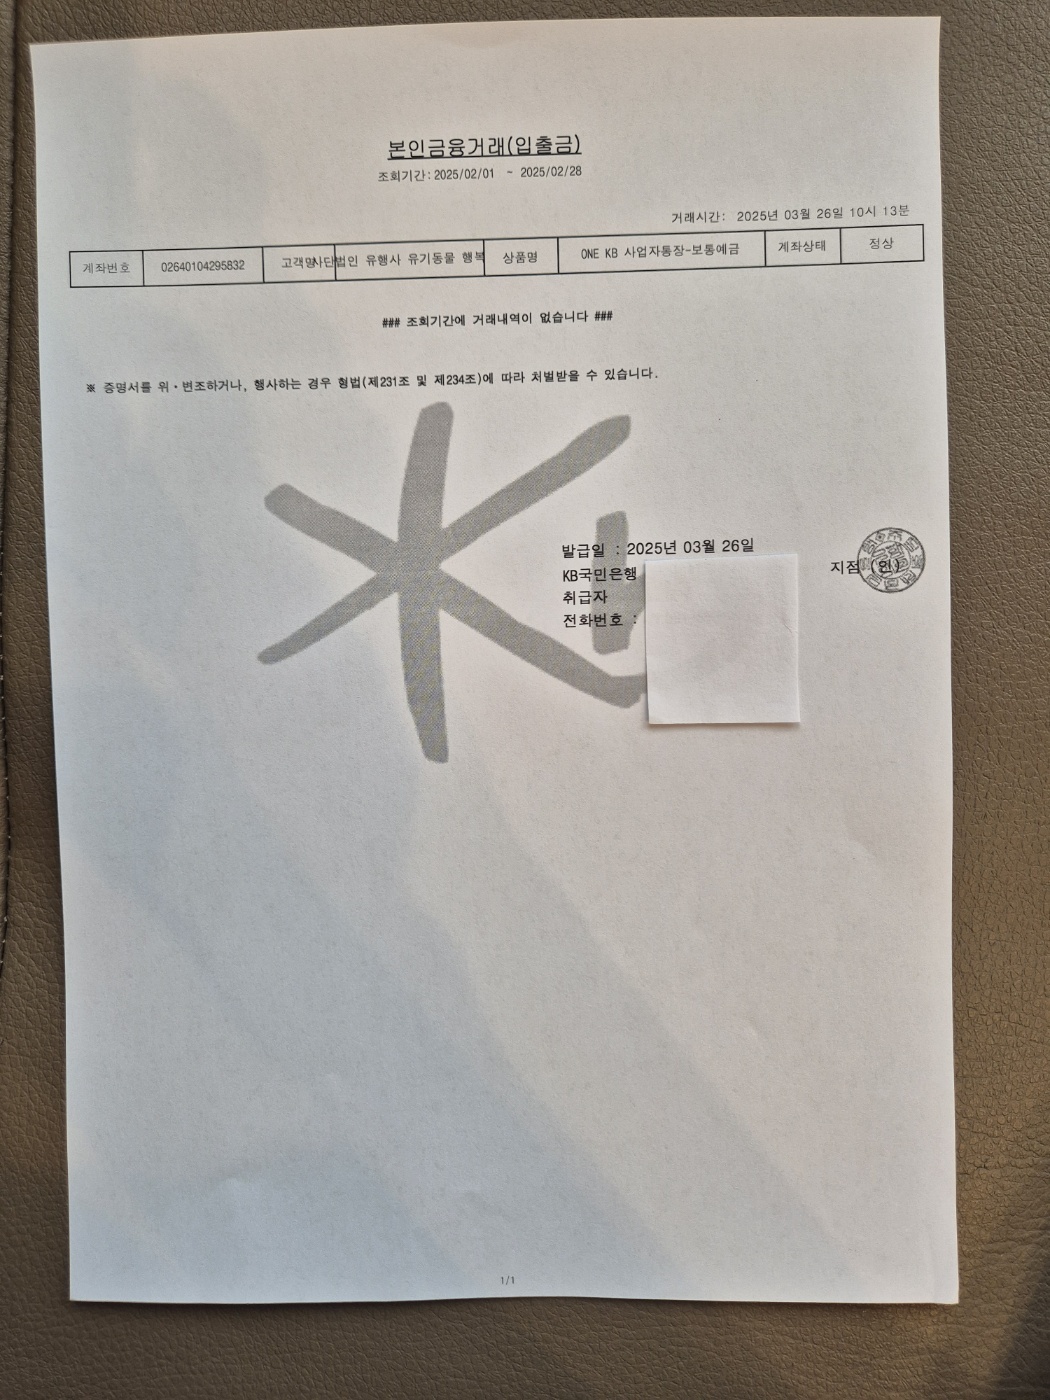 본인금융거래(입출금)
조회기간:2025/02/01 ~ 2025/02/28
거래시간: 2025년 03월 26일 10시 13분
계좌번호 02640104295832 고객명 사단법인 유행사 유기동물 행복 상품명 ONE KB 사업자통장-보통예금 계좌상태 정상
### 조회기간에 거래내역이 없습니다 ###
※ 증명서를 위·변조하거나, 행사하는 경우 형법(제231조 및 제234조)에 따라 처벌받을 수 있습니다.
발급일 : 2025년 03월 26일
KB국민은행 지점 (인)
취급자
전화번호 :
1/1